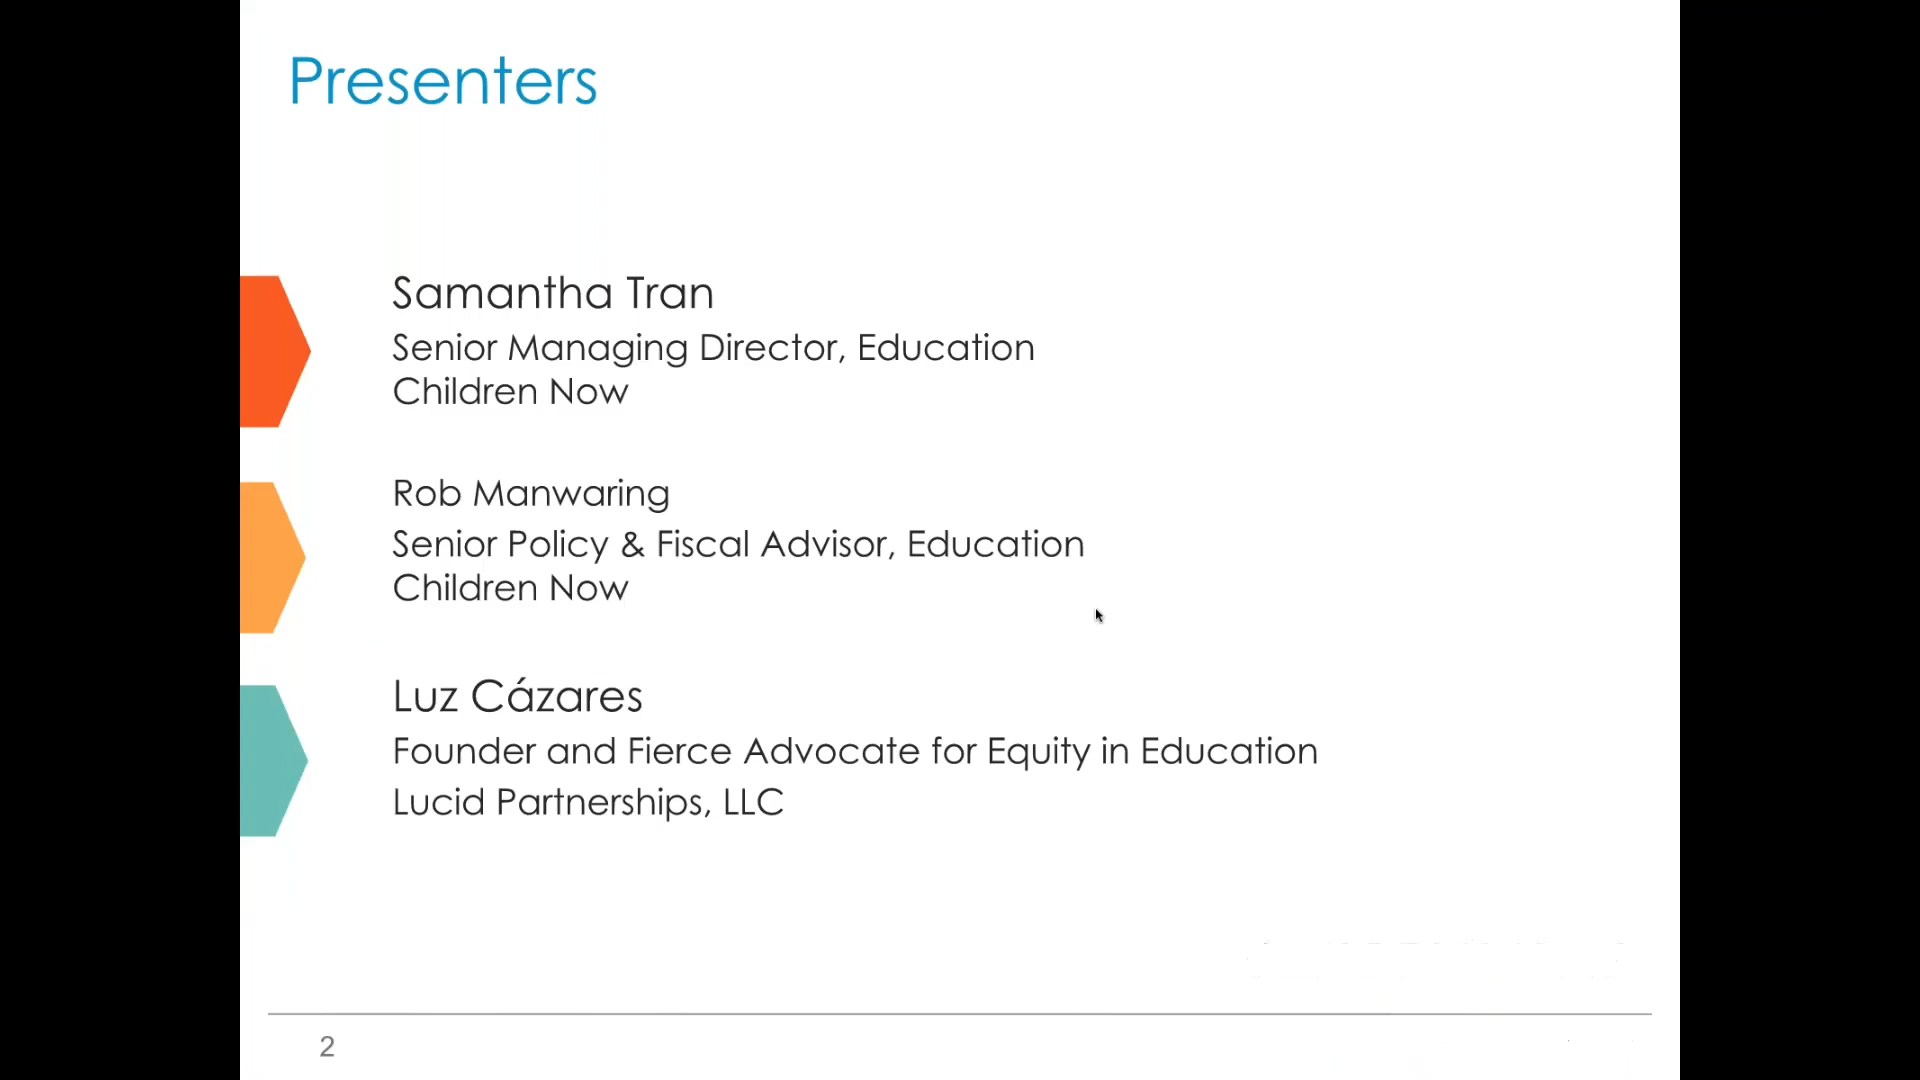 Presenters
Samantha Tran
Senior Managing Director, Education
Children Now
Rob Manwaring
Senior Policy & Fiscal Advisor, Education
Children Now
Luz Cázares
Founder and Fierce Advocate for Equity in Education
Lucid Partnerships, LLC
2